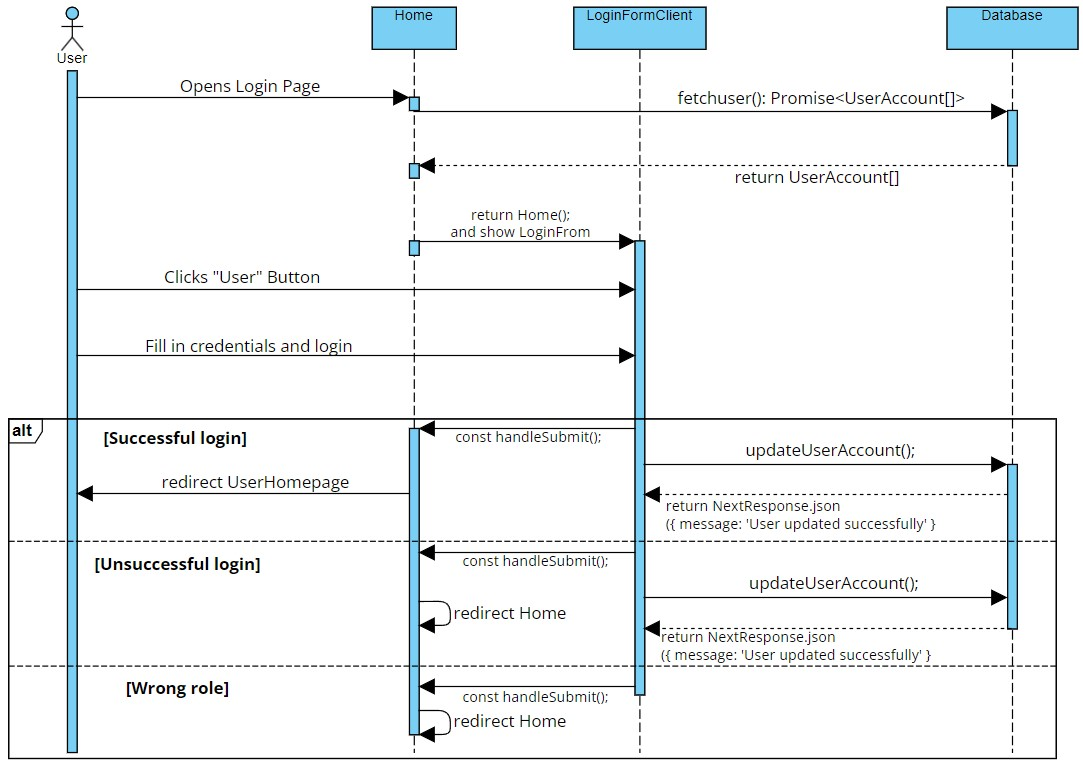 Home
LoginFormClient
Database
User
Opens Login Page
fetchuser(): Promise<UserAccount[]>
return UserAccount[]
return Home();
and show LoginFrom
Clicks "User" Button
Fill in credentials and login
alt
[Successful login]
const handleSubmit();
updateUserAccount();
redirect UserHomepage
return NextResponse.json
({ message: 'User updated successfully' }
[Unsuccessful login]
const handleSubmit();
updateUserAccount();
redirect Home
return NextResponse.json
({ message: 'User updated successfully' }
[Wrong role]
const handleSubmit();
redirect Home